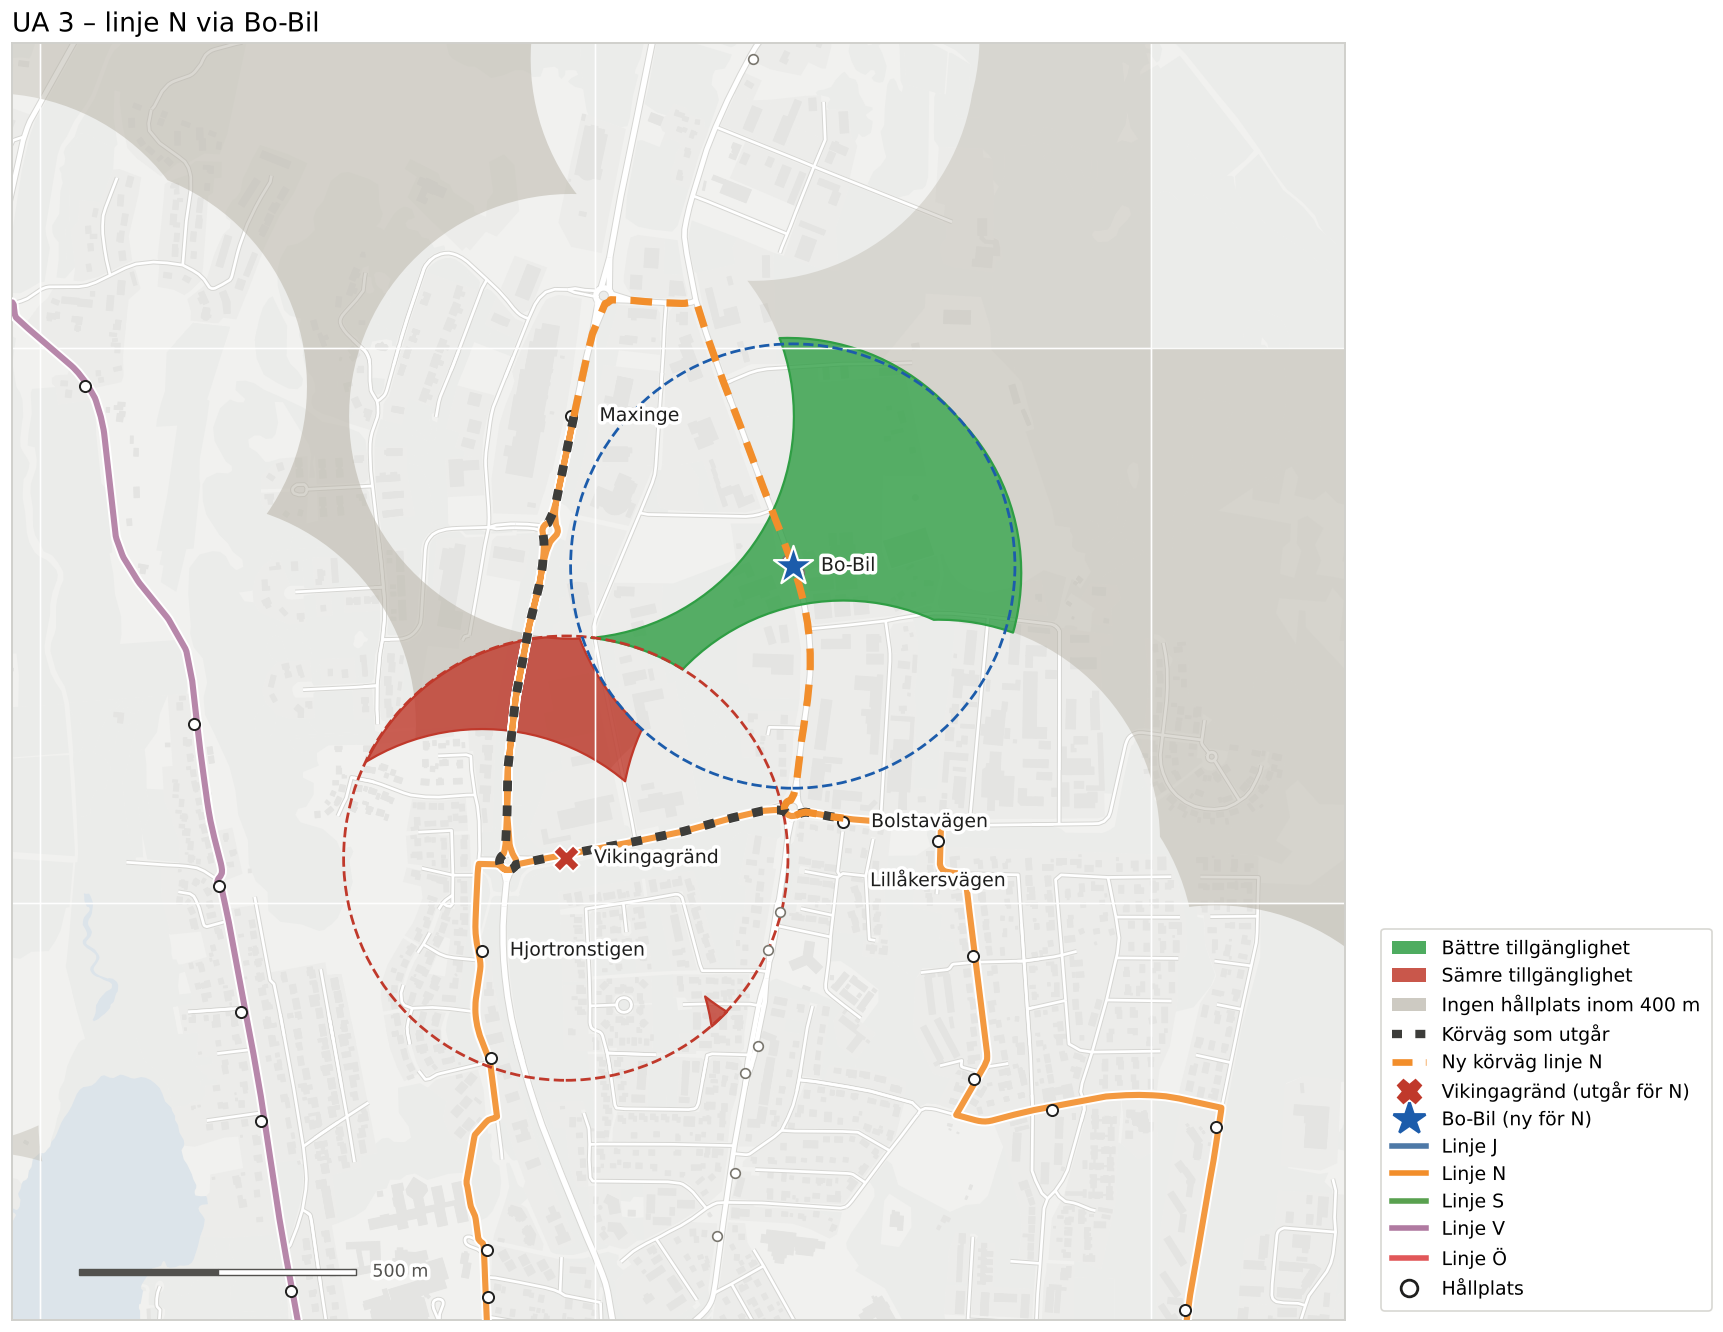 UA 3 – linje N via Bo-Bil
Maxinge
Bo-Bil
Bolstavägen
Vikingagränd
Lillåkersvägen
Hjortronstigen
500 m
Bättre tillgänglighet
Sämre tillgänglighet
Ingen hållplats inom 400 m
Körväg som utgår
Ny körväg linje N
Vikingagränd (utgår för N)
Bo-Bil (ny för N)
Linje J
Linje N
Linje S
Linje V
Linje Ö
Hållplats